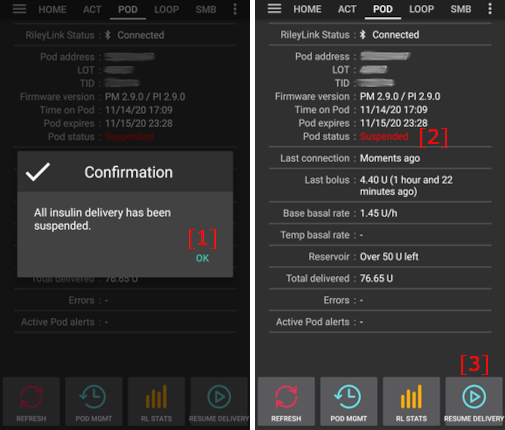 HOME ACT POD LOOP SMB
RileyLink Status : Connected
Pod address :
LOT :
TID :
Firmware version : PM 2.9.0 / PI 2.9.0
Time on Pod : 11/14/20 17:09
Pod expires : 11/15/20 23:28
Pod status : Suspended
Confirmation
All insulin delivery has been
suspended.
[1]
OK
Total delivered : 76.65 U
Errors : -
Active Pod alerts : -
REFRESH POD MGMT RL STATS RESUME DELIVERY
HOME ACT POD LOOP SMB
RileyLink Status : Connected
Pod address :
LOT :
TID :
Firmware version : PM 2.9.0 / PI 2.9.0
Time on Pod : 11/14/20 17:09
Pod expires : 11/15/20 23:28
Pod status : Suspended [2]
Last connection : Moments ago
Last bolus : 4.40 U (1 hour and 22
minutes ago)
Base basal rate : 1.45 U/h
Temp basal rate : -
Reservoir : Over 50 U left
Total delivered : 76.65 U
Errors : -
Active Pod alerts : -
[3]
REFRESH POD MGMT RL STATS RESUME DELIVERY